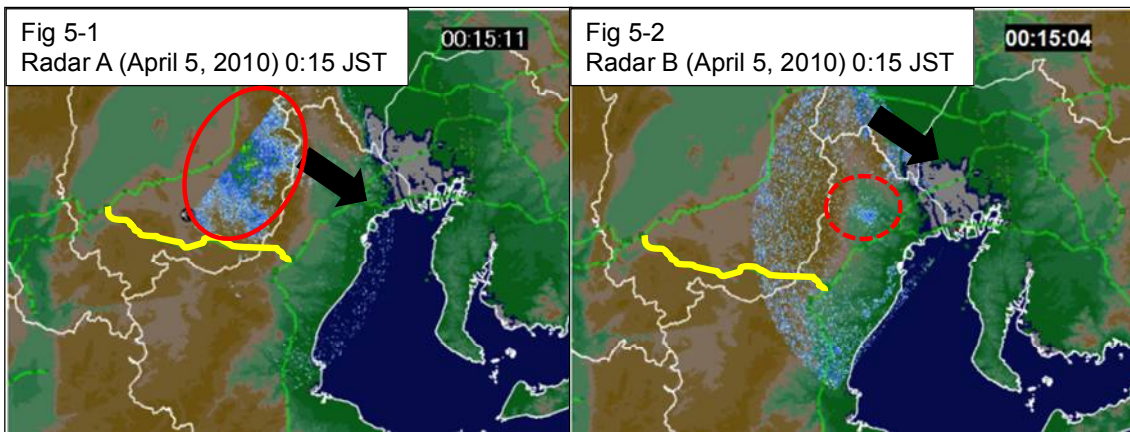 Fig 5-1
Radar A (April 5, 2010) 0:15 JST
00:15:11
Fig 5-2
Radar B (April 5, 2010) 0:15 JST
00:15:04